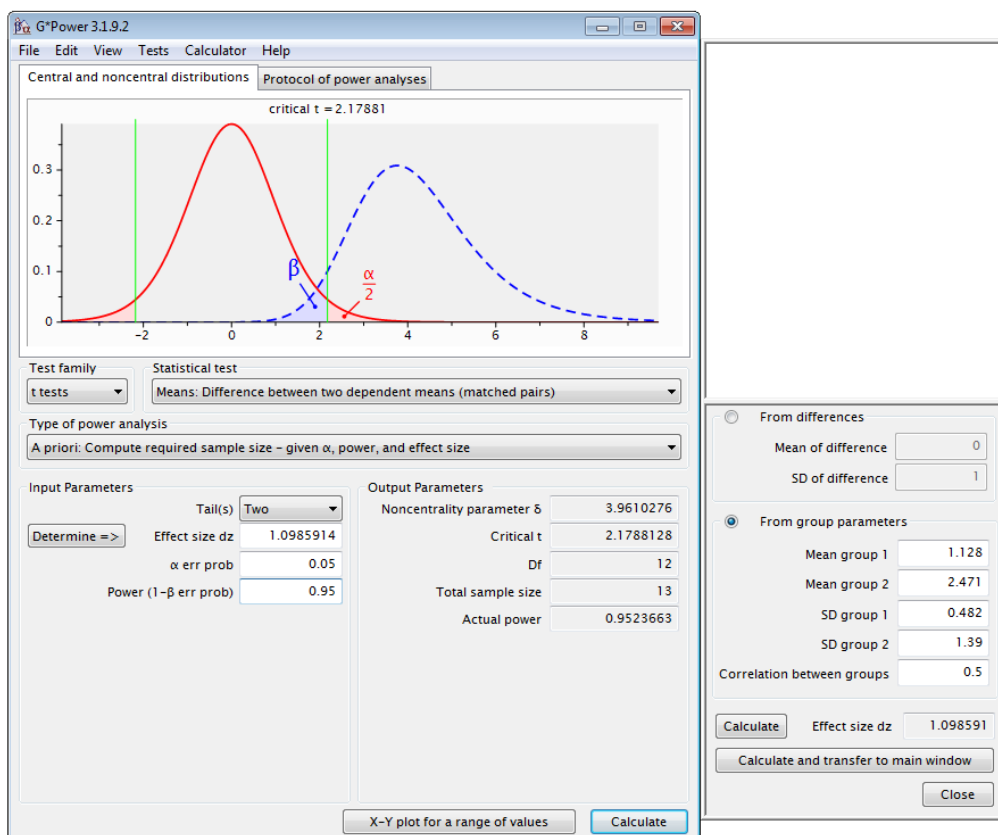 G*Power 3.1.9.2
File Edit View Tests Calculator Help
Central and noncentral distributions Protocol of power analyses
critical t = 2.17881
0.3
0.2
0.1
0
β
α
2
-2 0 2 4 6 8
Test family Statistical test
t tests Means: Difference between two dependent means (matched pairs)
Type of power analysis
A priori: Compute required sample size - given α, power, and effect size
Input Parameters
Tail(s) Two
Determine => Effect size dz 1.0985914
α err prob 0.05
Power (1-β err prob) 0.95
Output Parameters
Noncentrality parameter δ 3.9610276
Critical t 2.1788128
Df 12
Total sample size 13
Actual power 0.9523663
X-Y plot for a range of values Calculate
From differences
Mean of difference 0
SD of difference 1
From group parameters
Mean group 1 1.128
Mean group 2 2.471
SD group 1 0.482
SD group 2 1.39
Correlation between groups 0.5
Calculate Effect size dz 1.098591
Calculate and transfer to main window
Close